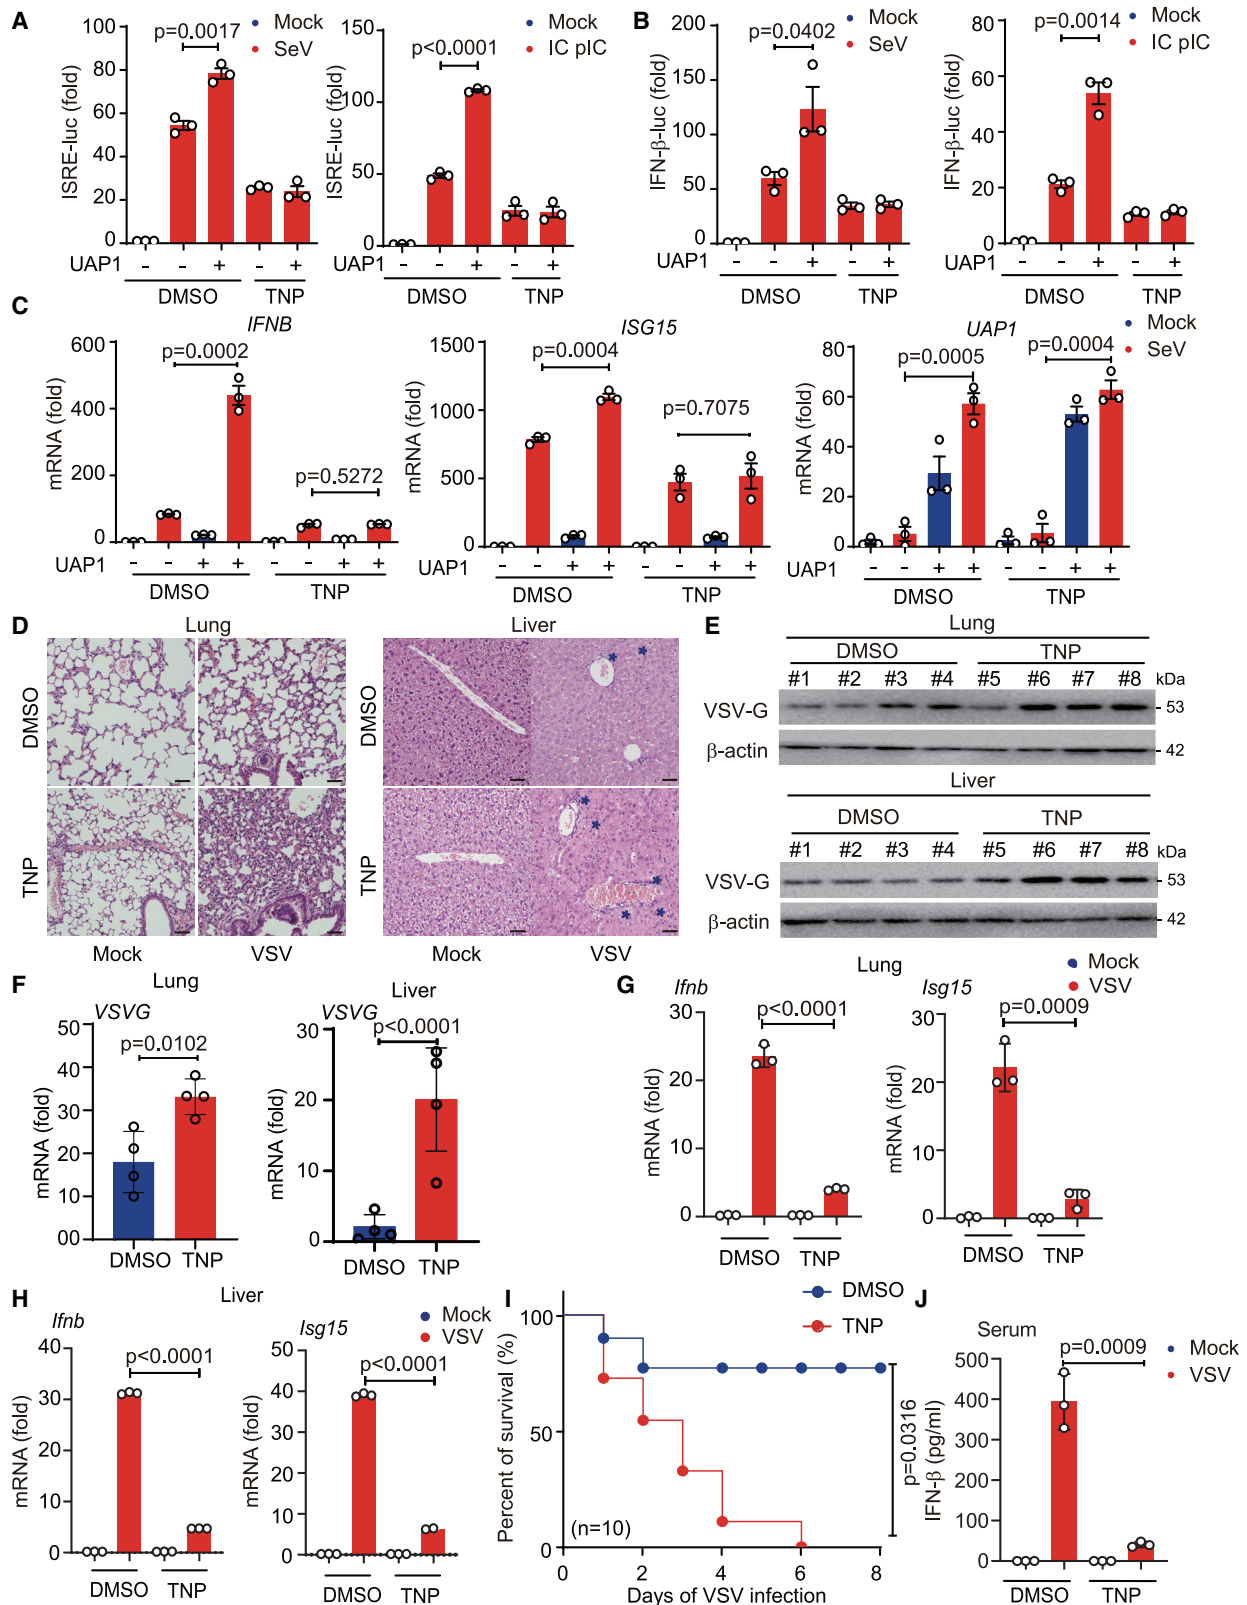 A
p=0.0017
Mock
SeV
ISRE-luc (fold)
80
60
40
20
0
UAP1
- - + - +
DMSO
TNP
Mock
IC pIC
p<0.0001
ISRE-luc (fold)
150
100
50
0
- - + - +
DMSO
TNP
B
p=0.0402
Mock
SeV
IFN-β-luc (fold)
200
150
100
50
0
UAP1
- - + - +
DMSO
TNP
p=0.0014
Mock
IC pIC
IFN-β-luc (fold)
80
60
40
20
0
- - + - +
DMSO
TNP
C
IFNB
p=0.0002
p=0.5272
mRNA (fold)
600
400
200
0
UAP1
- - + + - - + +
DMSO
TNP
ISG15
p=0.0004
p=0.7075
mRNA (fold)
1500
1000
500
0
UAP1
- - + + - - + +
DMSO
TNP
UAP1
Mock
SeV
p=0.0005
p=0.0004
mRNA (fold)
80
60
40
20
0
UAP1
- - + + - - + +
DMSO
TNP
D
Lung
Liver
DMSO
DMSO
TNP
TNP
Mock
VSV
Mock
VSV
E
Lung
DMSO
TNP
#1 #2 #3 #4 #5 #6 #7 #8 kDa
VSV-G
- 53
β-actin
- 42
Liver
DMSO
TNP
#1 #2 #3 #4 #5 #6 #7 #8 kDa
VSV-G
- 53
β-actin
- 42
F
Lung
VSVG
p=0.0102
mRNA (fold)
50
40
30
20
10
00
DMSO
TNP
Liver
VSVG
p<0.0001
mRNA (fold)
30
20
10
0
DMSO
TNP
G
Lung
Mock
VSV
Ifnb
p<0.0001
mRNA (fold)
30
20
10
0
DMSO
TNP
Isg15
p=0.0009
mRNA (fold)
30
20
10
0
DMSO
TNP
H
Liver
Mock
VSV
Ifnb
p<0.0001
mRNA (fold)
40
30
20
10
0
DMSO
TNP
Isg15
p<0.0001
mRNA (fold)
50
40
30
20
10
0
DMSO
TNP
I
DMSO
TNP
Percent of survival (%)
100
50
0
(n=10)
0 2 4 6 8
Days of VSV infection
p=0.0316
J
Serum
Mock
VSV
p=0.0009
IFN-β (pg/ml)
500
400
300
200
100
0
DMSO
TNP